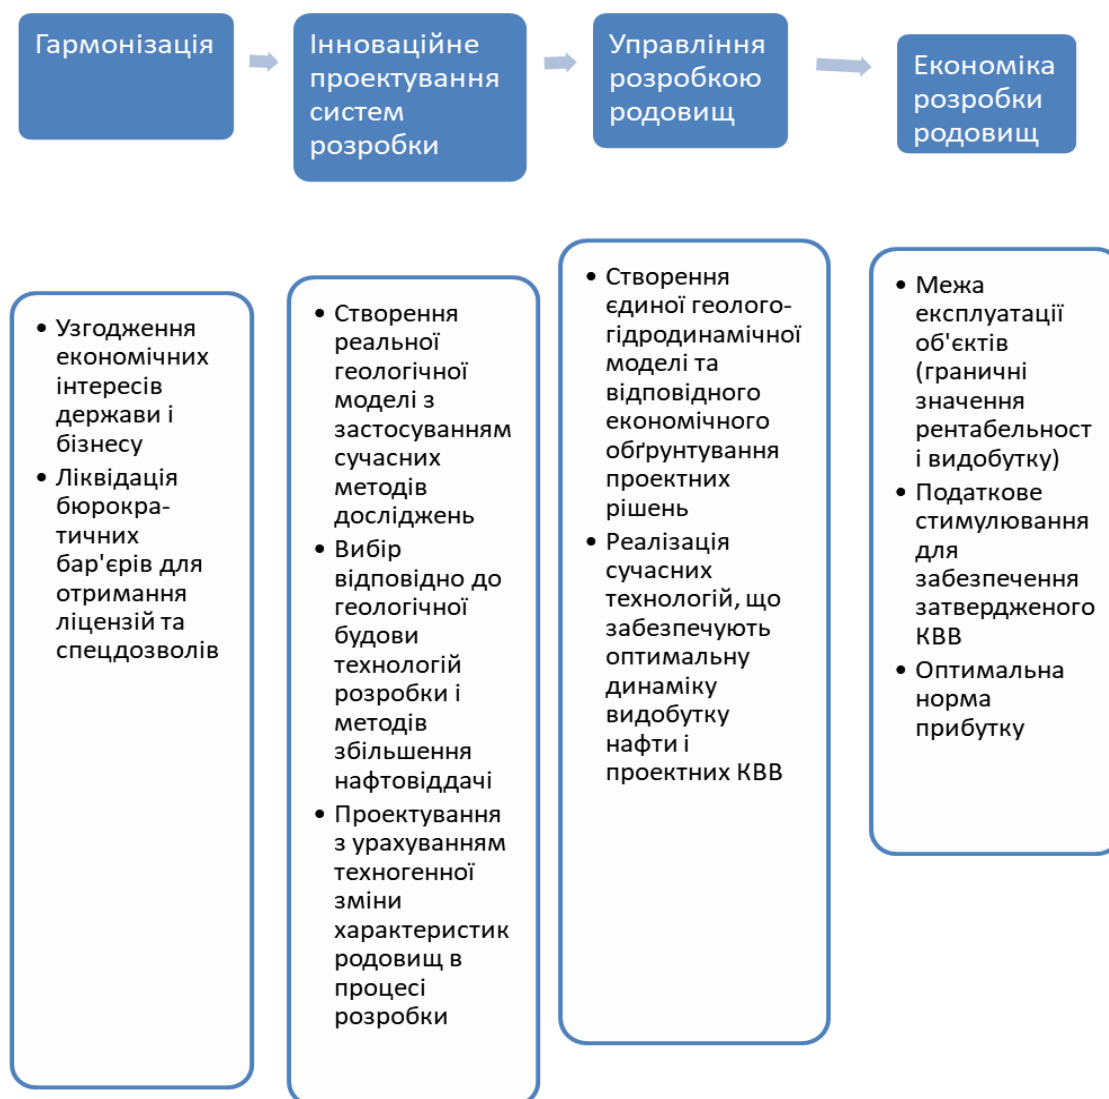 Гармонізація
Інноваційне
проектування
систем
розробки
Управління
розробкою
родовищ
Економіка
розробки
родовищ
• Узгодження
економічних
інтересів
держави і
бізнесу
• Ліквідація
бюрокра-
тичних
бар'єрів для
отримання
ліцензій та
спецдозволів
• Створення
реальної
геологічної
моделі з
застосуванням
сучасних
методів
досліджень
• Вибір
відповідно до
геологічної
будови
технологій
розробки і
методів
збільшення
нафтовіддачі
• Проектування
з урахуванням
техногенної
зміни
характеристик
родовищ в
процесі
розробки
• Створення
єдиної геолого-
гідродинамічної
моделі та
відповідного
економічного
обґрунтування
проектних
рішень
• Реалізація
сучасних
технологій, що
забезпечують
оптимальну
динаміку
видобутку
нафти і
проектних КВВ
• Межа
експлуатації
об'єктів
(граничні
значення
рентабельност
і видобутку)
• Податкове
стимулювання
для
забезпечення
затвердженого
КВВ
• Оптимальна
норма
прибутку